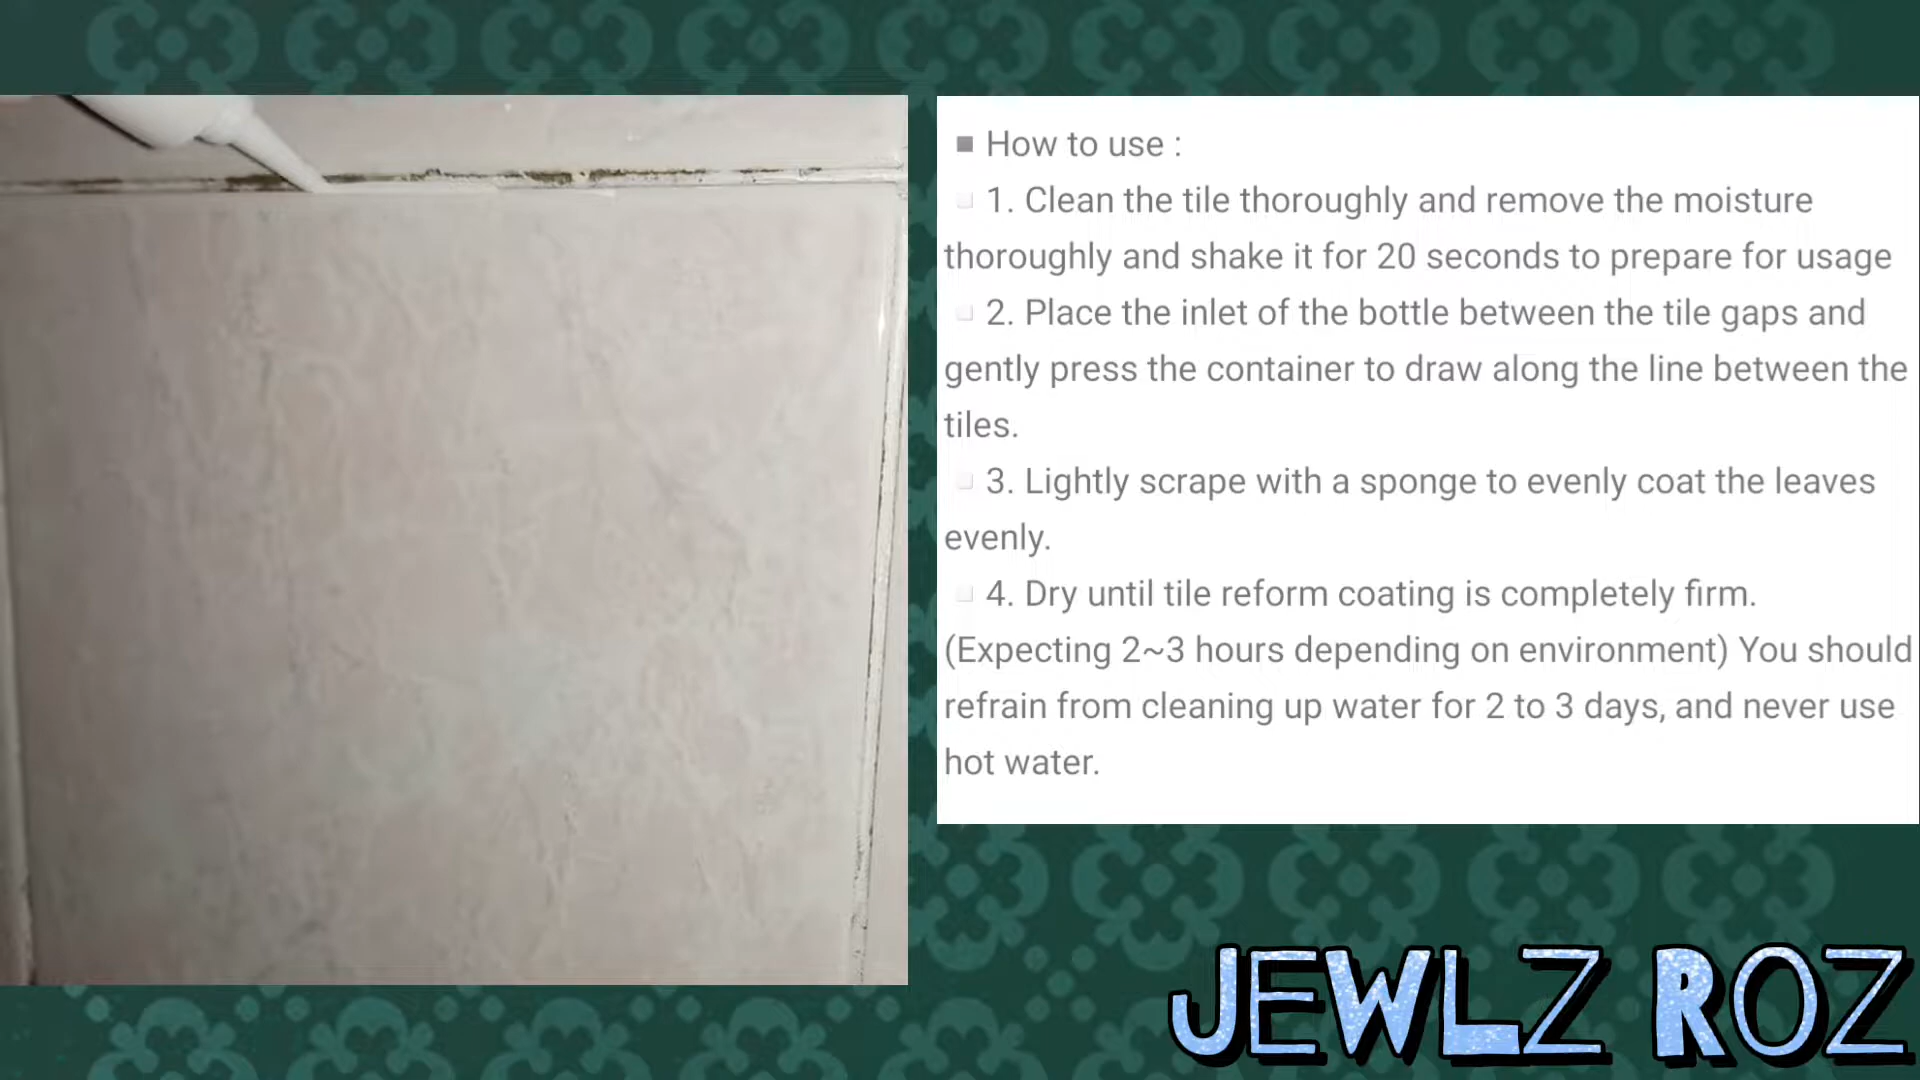 How to use :
1. Clean the tile thoroughly and remove the moisture
thoroughly and shake it for 20 seconds to prepare for usage
2. Place the inlet of the bottle between the tile gaps and
gently press the container to draw along the line between the
tiles.
3. Lightly scrape with a sponge to evenly coat the leaves
evenly.
4. Dry until tile reform coating is completely firm.
(Expecting 2~3 hours depending on environment) You should
refrain from cleaning up water for 2 to 3 days, and never use
hot water.
JEWLZ ROZ